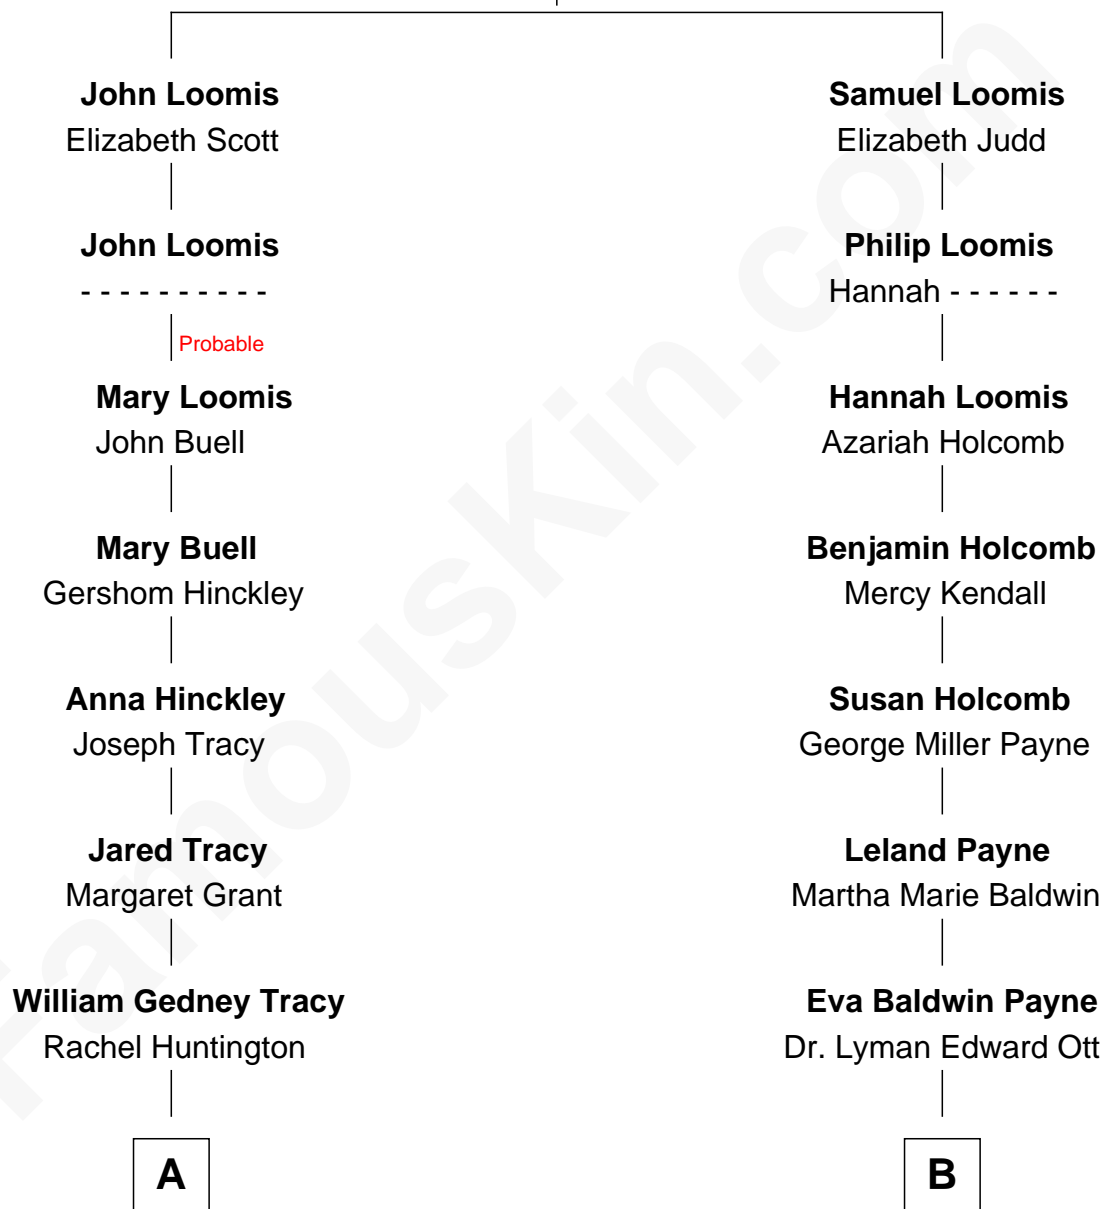 John Loomis
Elizabeth Scott
John Loomis
- - - - - - - - - -
Probable
Mary Loomis
John Buell
Mary Buell
Gershom Hinckley
Anna Hinckley
Joseph Tracy
Jared Tracy
Margaret Grant
William Gedney Tracy
Rachel Huntington
A
Samuel Loomis
Elizabeth Judd
Philip Loomis
Hannah - - - - - -
Hannah Loomis
Azariah Holcomb
Benjamin Holcomb
Mercy Kendall
Susan Holcomb
George Miller Payne
Leland Payne
Martha Marie Baldwin
Eva Baldwin Payne
Dr. Lyman Edward Ott
B
FamousKin.com